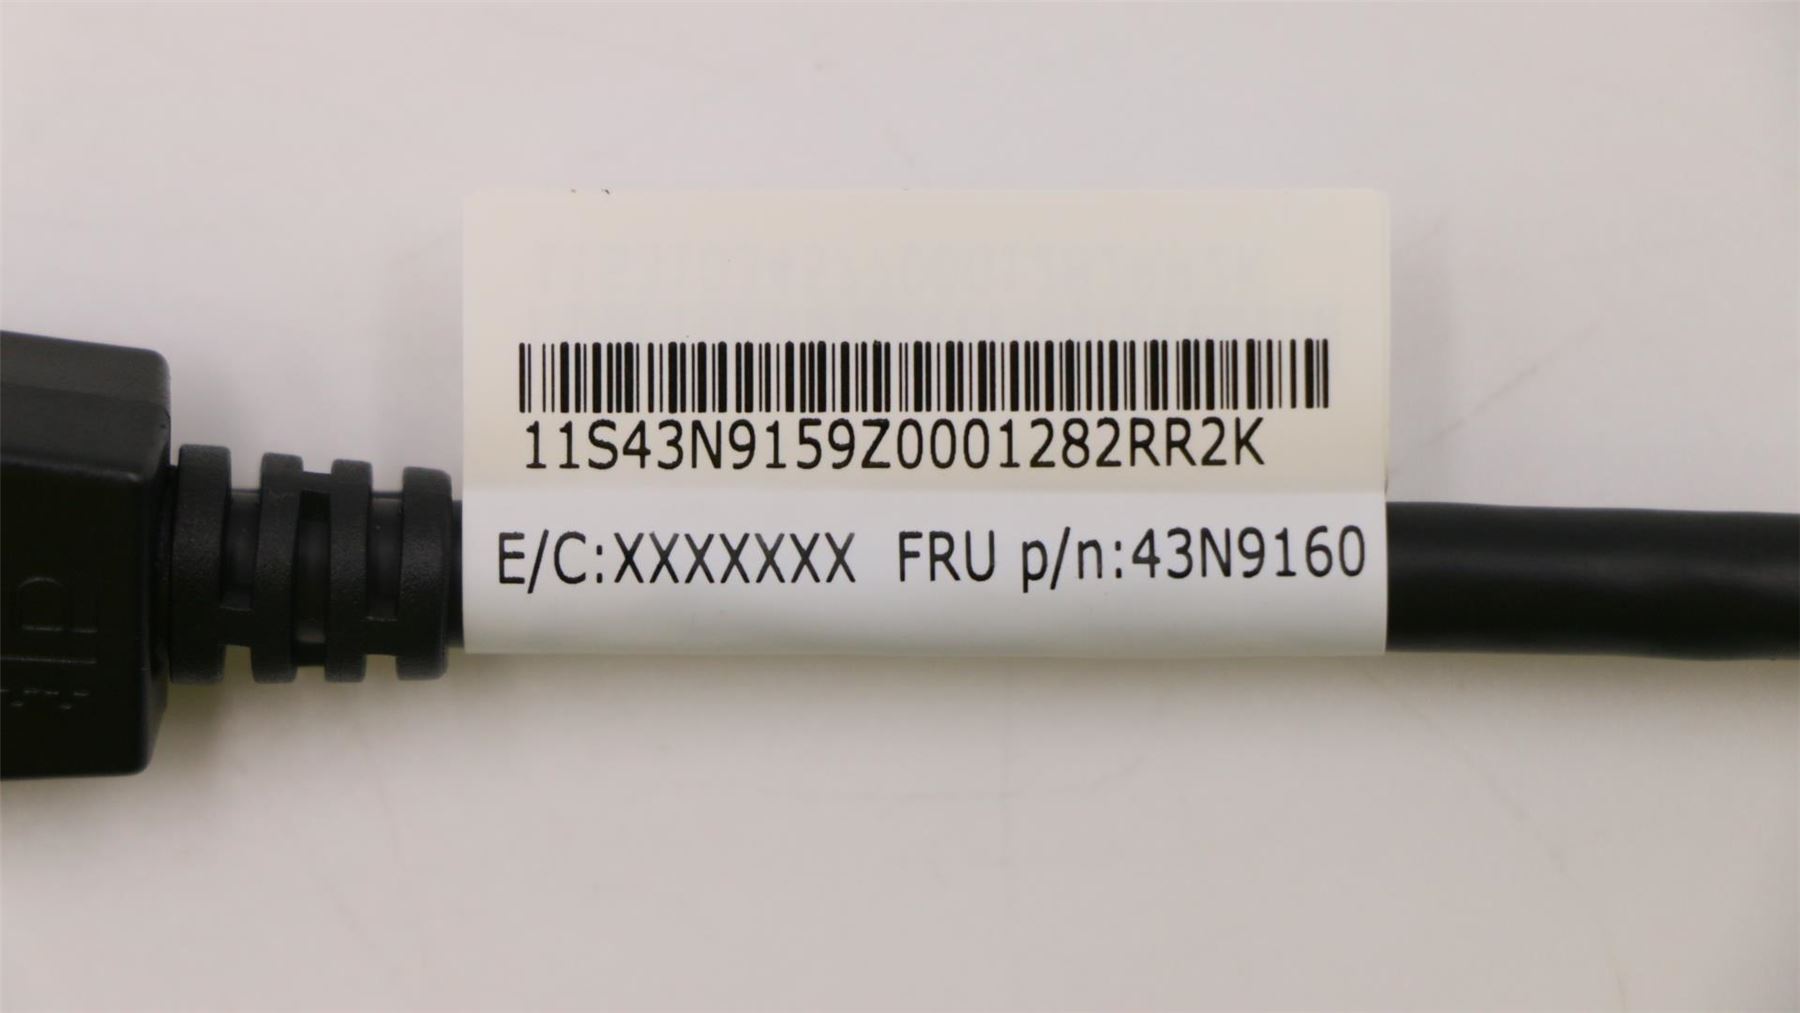 11S43N9159Z0001282RR2K
E/C:XXXXXXX FRU p/n:43N9160